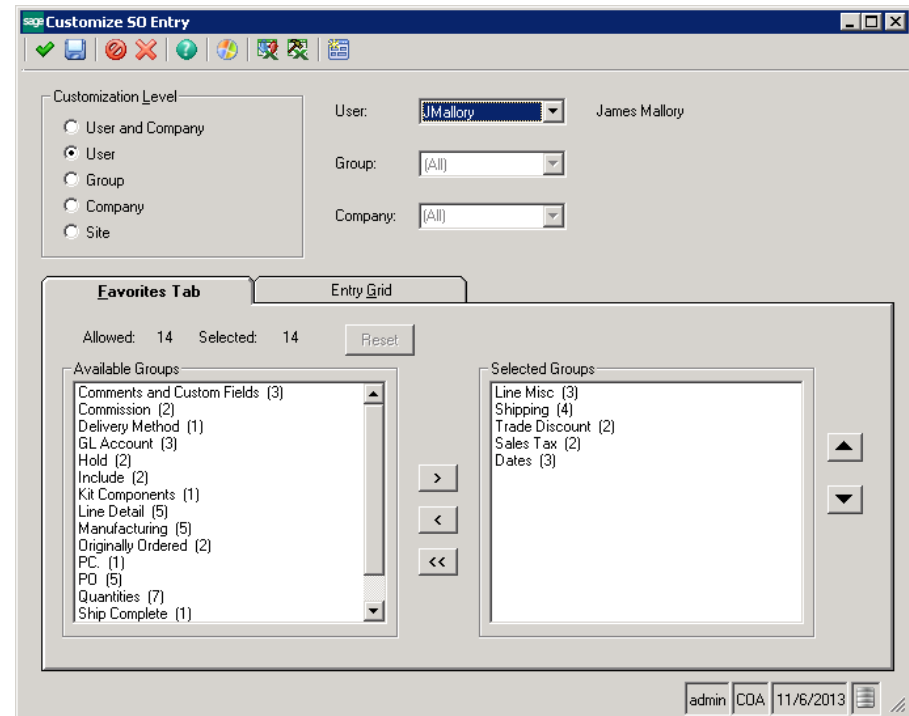 sage Customize SO Entry
Customization Level
User and Company
User
Group
Company
Site
User: JMallory James Mallory
Group: (All)
Company: (All)
Favorites Tab Entry Grid
Allowed: 14 Selected: 14 Reset
Available Groups
Comments and Custom Fields (3)
Commission (2)
Delivery Method (1)
GL Account (3)
Hold (2)
Include (2)
Kit Components (1)
Line Detail (5)
Manufacturing (5)
Originally Ordered (2)
PC. (1)
PO (5)
Quantities (7)
Ship Complete (1)
>
<
<<
Selected Groups
Line Misc (3)
Shipping (4)
Trade Discount (2)
Sales Tax (2)
Dates (3)
admin COA 11/6/2013